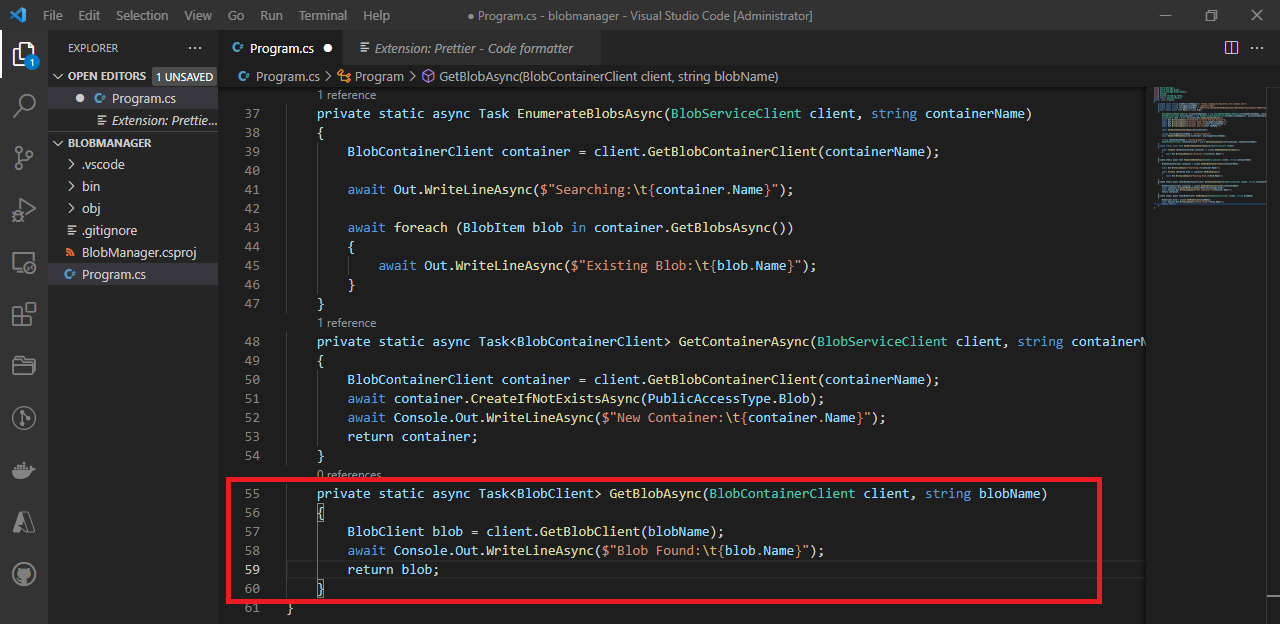 File Edit Selection View Go Run Terminal Help ● Program.cs - blobmanager - Visual Studio Code [Administrator]
EXPLORER ···
OPEN EDITORS 1 UNSAVED
● C# Program.cs
Extension: Prettie...
BLOBMANAGER
> .vscode
> bin
> obj
.gitignore
BlobManager.csproj
C# Program.cs
1
C# Program.cs ● Extension: Prettier - Code formatter
C# Program.cs > Program > GetBlobAsync(BlobContainerClient client, string blobName)
1 reference
37 private static async Task EnumerateBlobsAsync(BlobServiceClient client, string containerName)
38 {
39 BlobContainerClient container = client.GetBlobContainerClient(containerName);
40
41 await Out.WriteLineAsync($"Searching:\t{container.Name}");
42
43 await foreach (BlobItem blob in container.GetBlobsAsync())
44 {
45 await Out.WriteLineAsync($"Existing Blob:\t{blob.Name}");
46 }
47 }
1 reference
48 private static async Task<BlobContainerClient> GetContainerAsync(BlobServiceClient client, string containerN
49 {
50 BlobContainerClient container = client.GetBlobContainerClient(containerName);
51 await container.CreateIfNotExistsAsync(PublicAccessType.Blob);
52 await Console.Out.WriteLineAsync($"New Container:\t{container.Name}");
53 return container;
54 }
0 references
55 private static async Task<BlobClient> GetBlobAsync(BlobContainerClient client, string blobName)
56 {
57 BlobClient blob = client.GetBlobClient(blobName);
58 await Console.Out.WriteLineAsync($"Blob Found:\t{blob.Name}");
59 return blob;
60 }
61 }